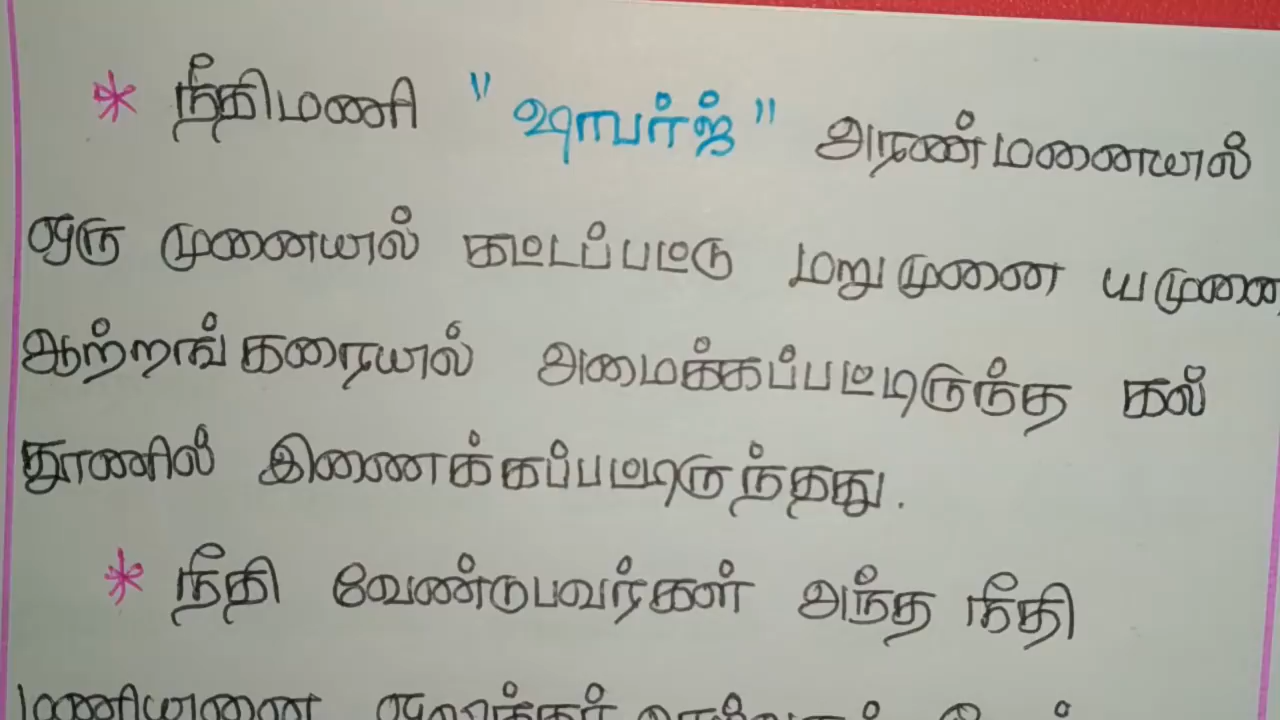 * நீதிமணி "ஷாபர்ஜ்" அரண்மனையில்
ஒரு முனையில் கட்டப்பட்டு மறுமுனை யமுனை
ஆற்றங்கரையில் அமைக்கப்பட்டிருந்த கல்
தூணில் இணைக்கப்பட்டிருந்தது.
* நீதி வேண்டுபவர்கள் அந்த நீதி